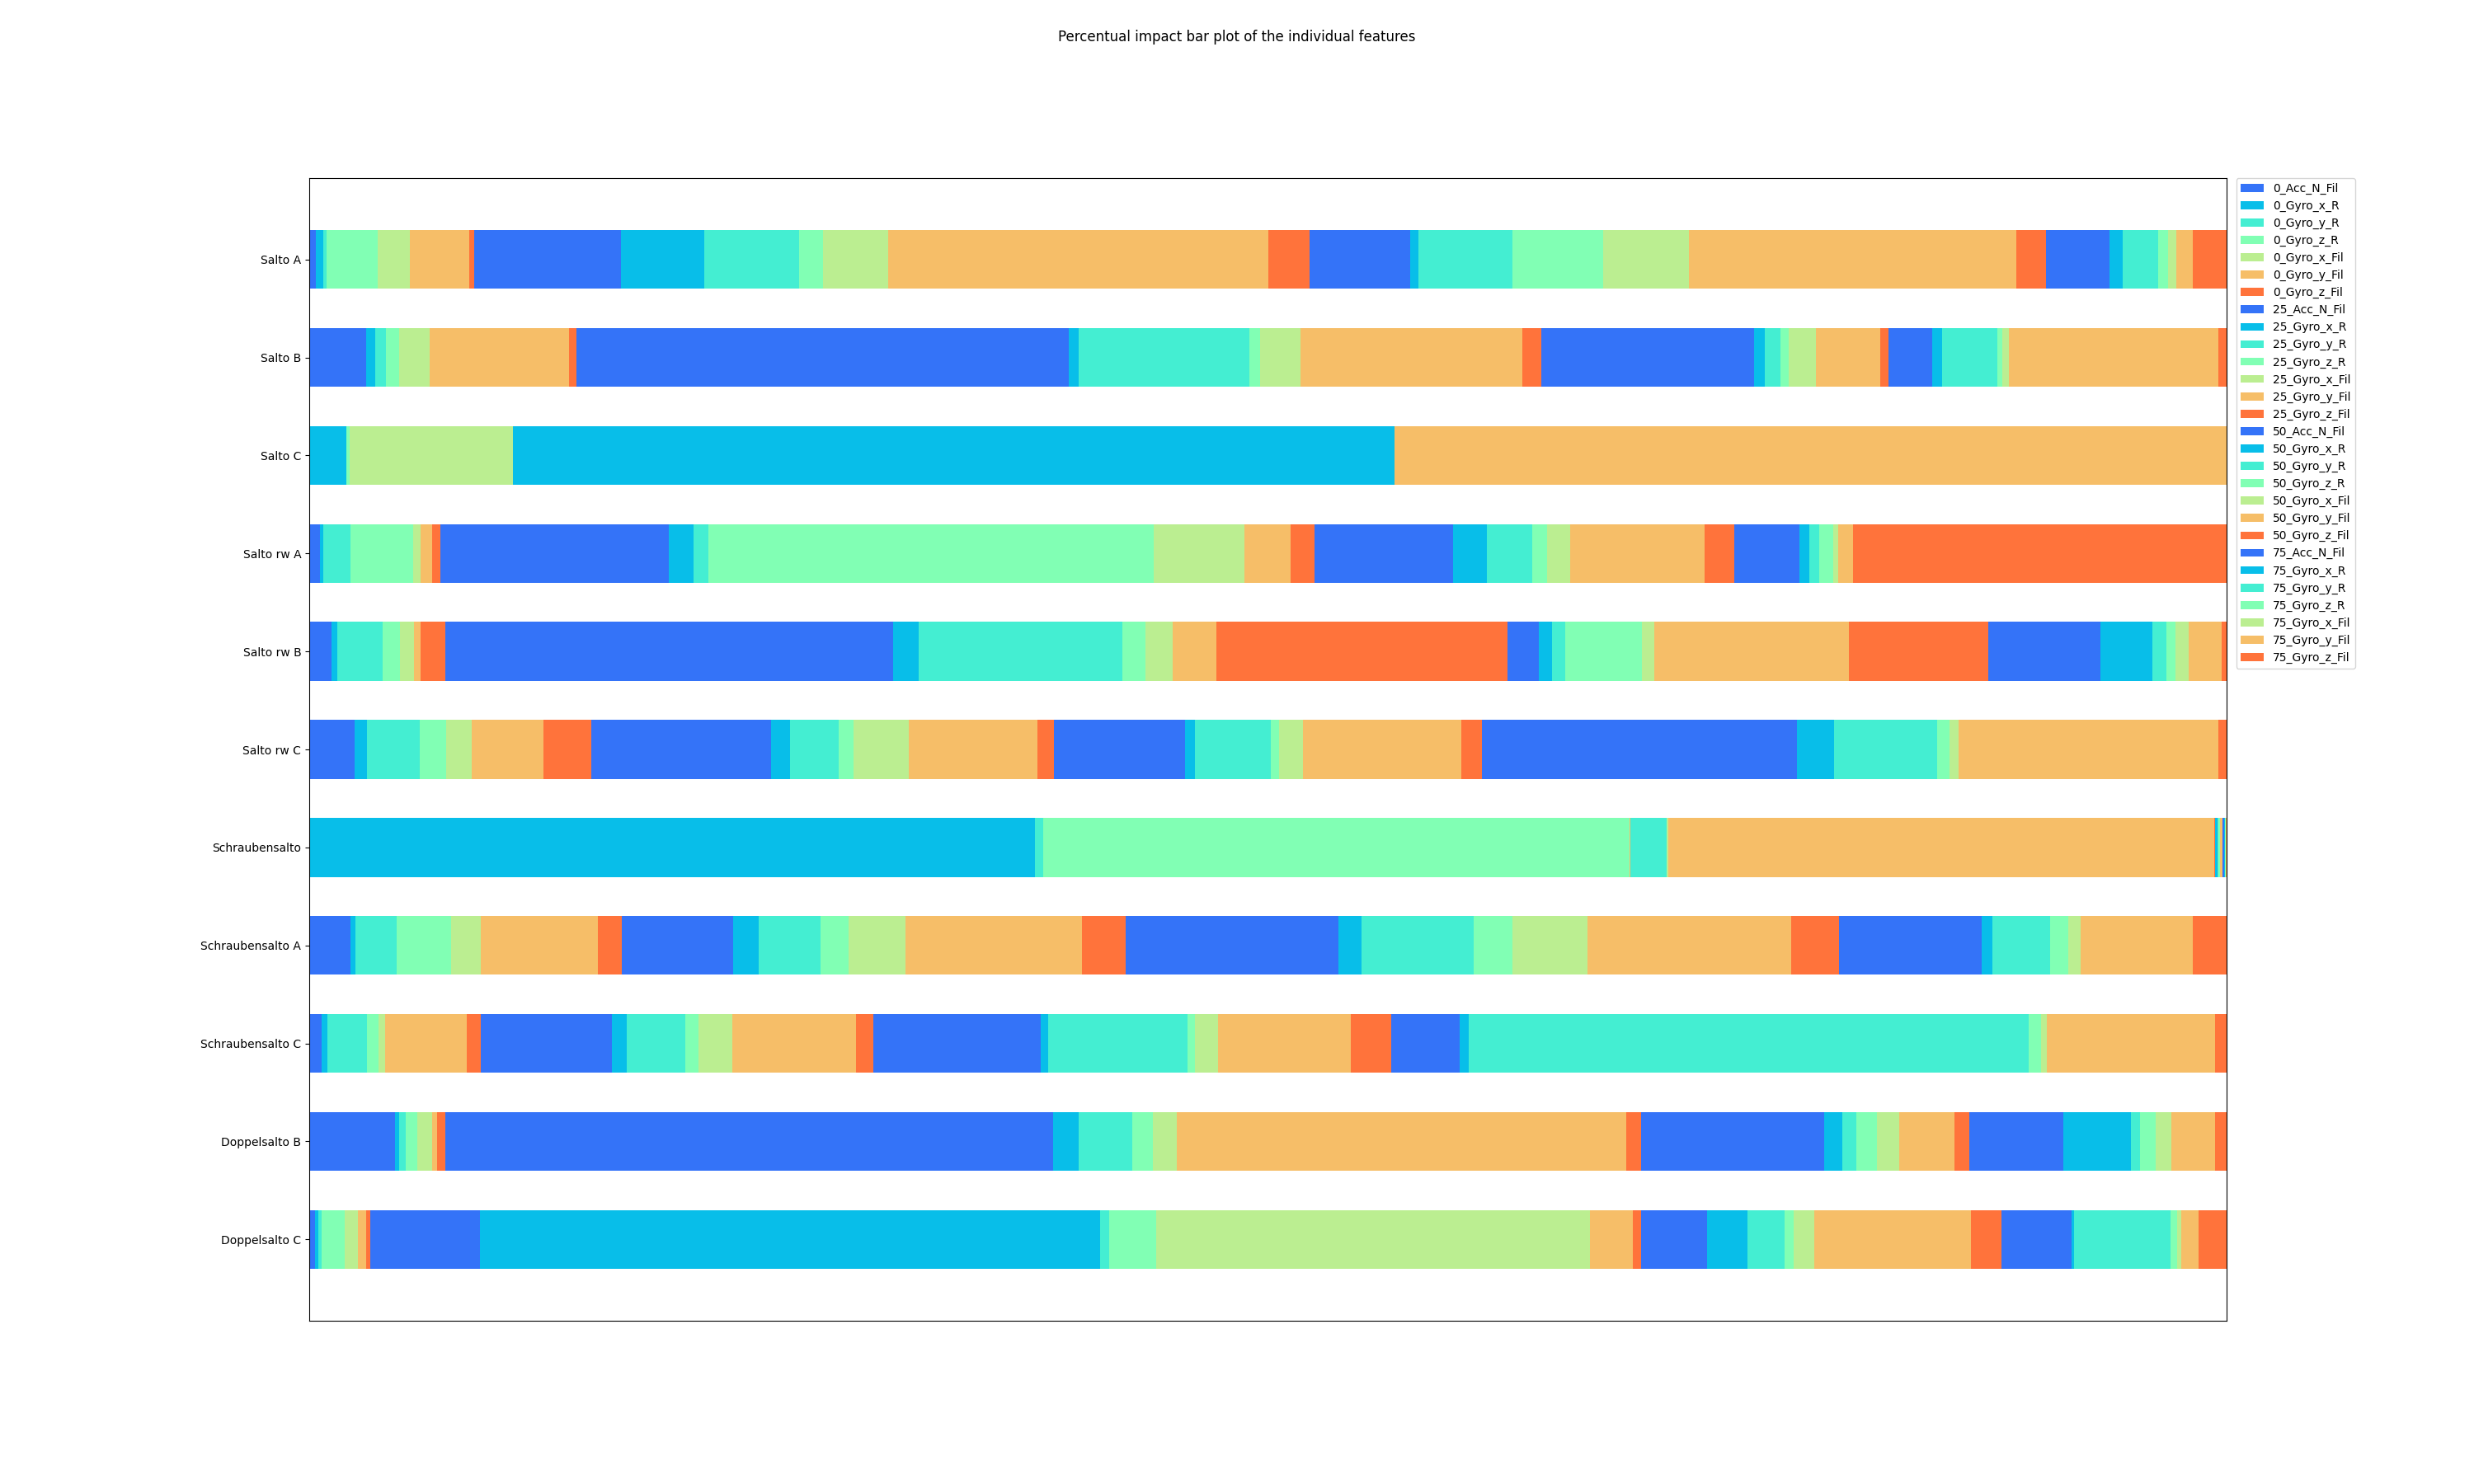 Percentual impact bar plot of the individual features
Salto A
Salto B
Salto C
Salto rw A
Salto rw B
Salto rw C
Schraubensalto
Schraubensalto A
Schraubensalto C
Doppelsalto B
Doppelsalto C
0_Acc_N_Fil
0_Gyro_x_R
0_Gyro_y_R
0_Gyro_z_R
0_Gyro_x_Fil
0_Gyro_y_Fil
0_Gyro_z_Fil
25_Acc_N_Fil
25_Gyro_x_R
25_Gyro_y_R
25_Gyro_z_R
25_Gyro_x_Fil
25_Gyro_y_Fil
25_Gyro_z_Fil
50_Acc_N_Fil
50_Gyro_x_R
50_Gyro_y_R
50_Gyro_z_R
50_Gyro_x_Fil
50_Gyro_y_Fil
50_Gyro_z_Fil
75_Acc_N_Fil
75_Gyro_x_R
75_Gyro_y_R
75_Gyro_z_R
75_Gyro_x_Fil
75_Gyro_y_Fil
75_Gyro_z_Fil